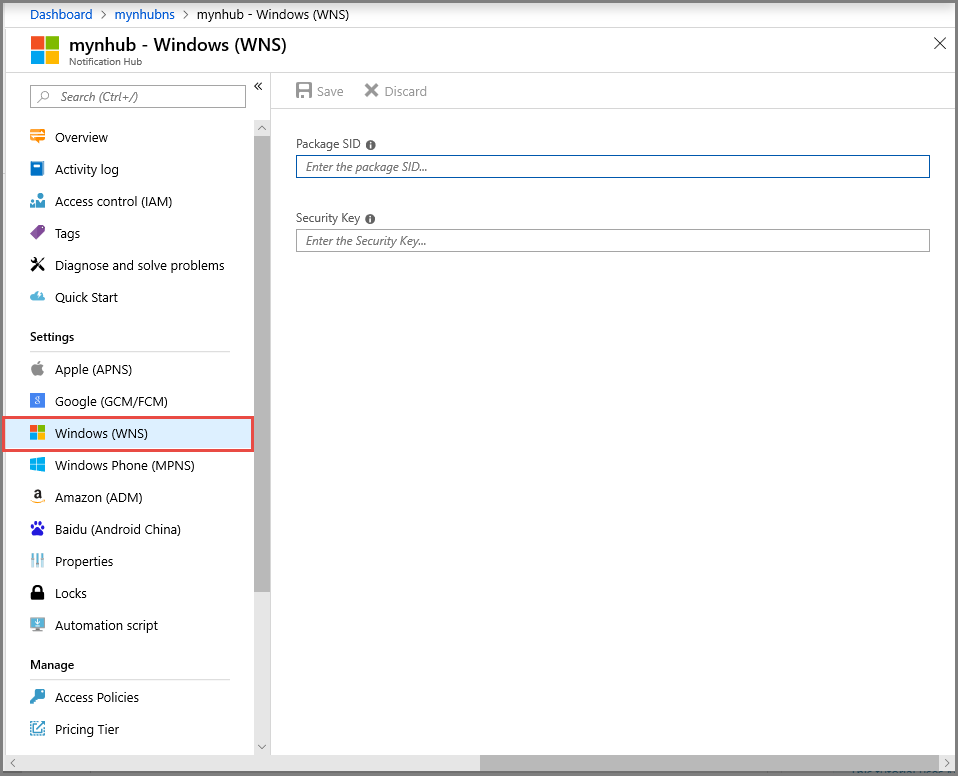 Dashboard > mynhubns > mynhub - Windows (WNS)
mynhub - Windows (WNS)
Notification Hub
Search (Ctrl+/)
«
Save Discard
Overview
Activity log
Access control (IAM)
Tags
Diagnose and solve problems
Quick Start
Settings
Apple (APNS)
Google (GCM/FCM)
Windows (WNS)
Windows Phone (MPNS)
Amazon (ADM)
Baidu (Android China)
Properties
Locks
Automation script
Manage
Access Policies
Pricing Tier
Package SID
Enter the package SID...
Security Key
Enter the Security Key...